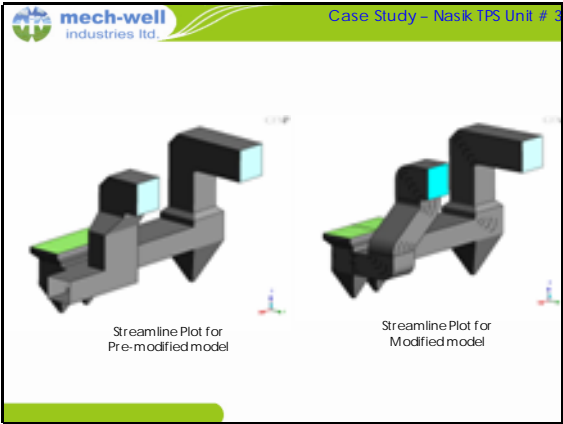 mech-well
industries ltd.
Case Study – Nasik TPS Unit # 3
Streamline Plot for
Pre-modified model
Streamline Plot for
Modified model